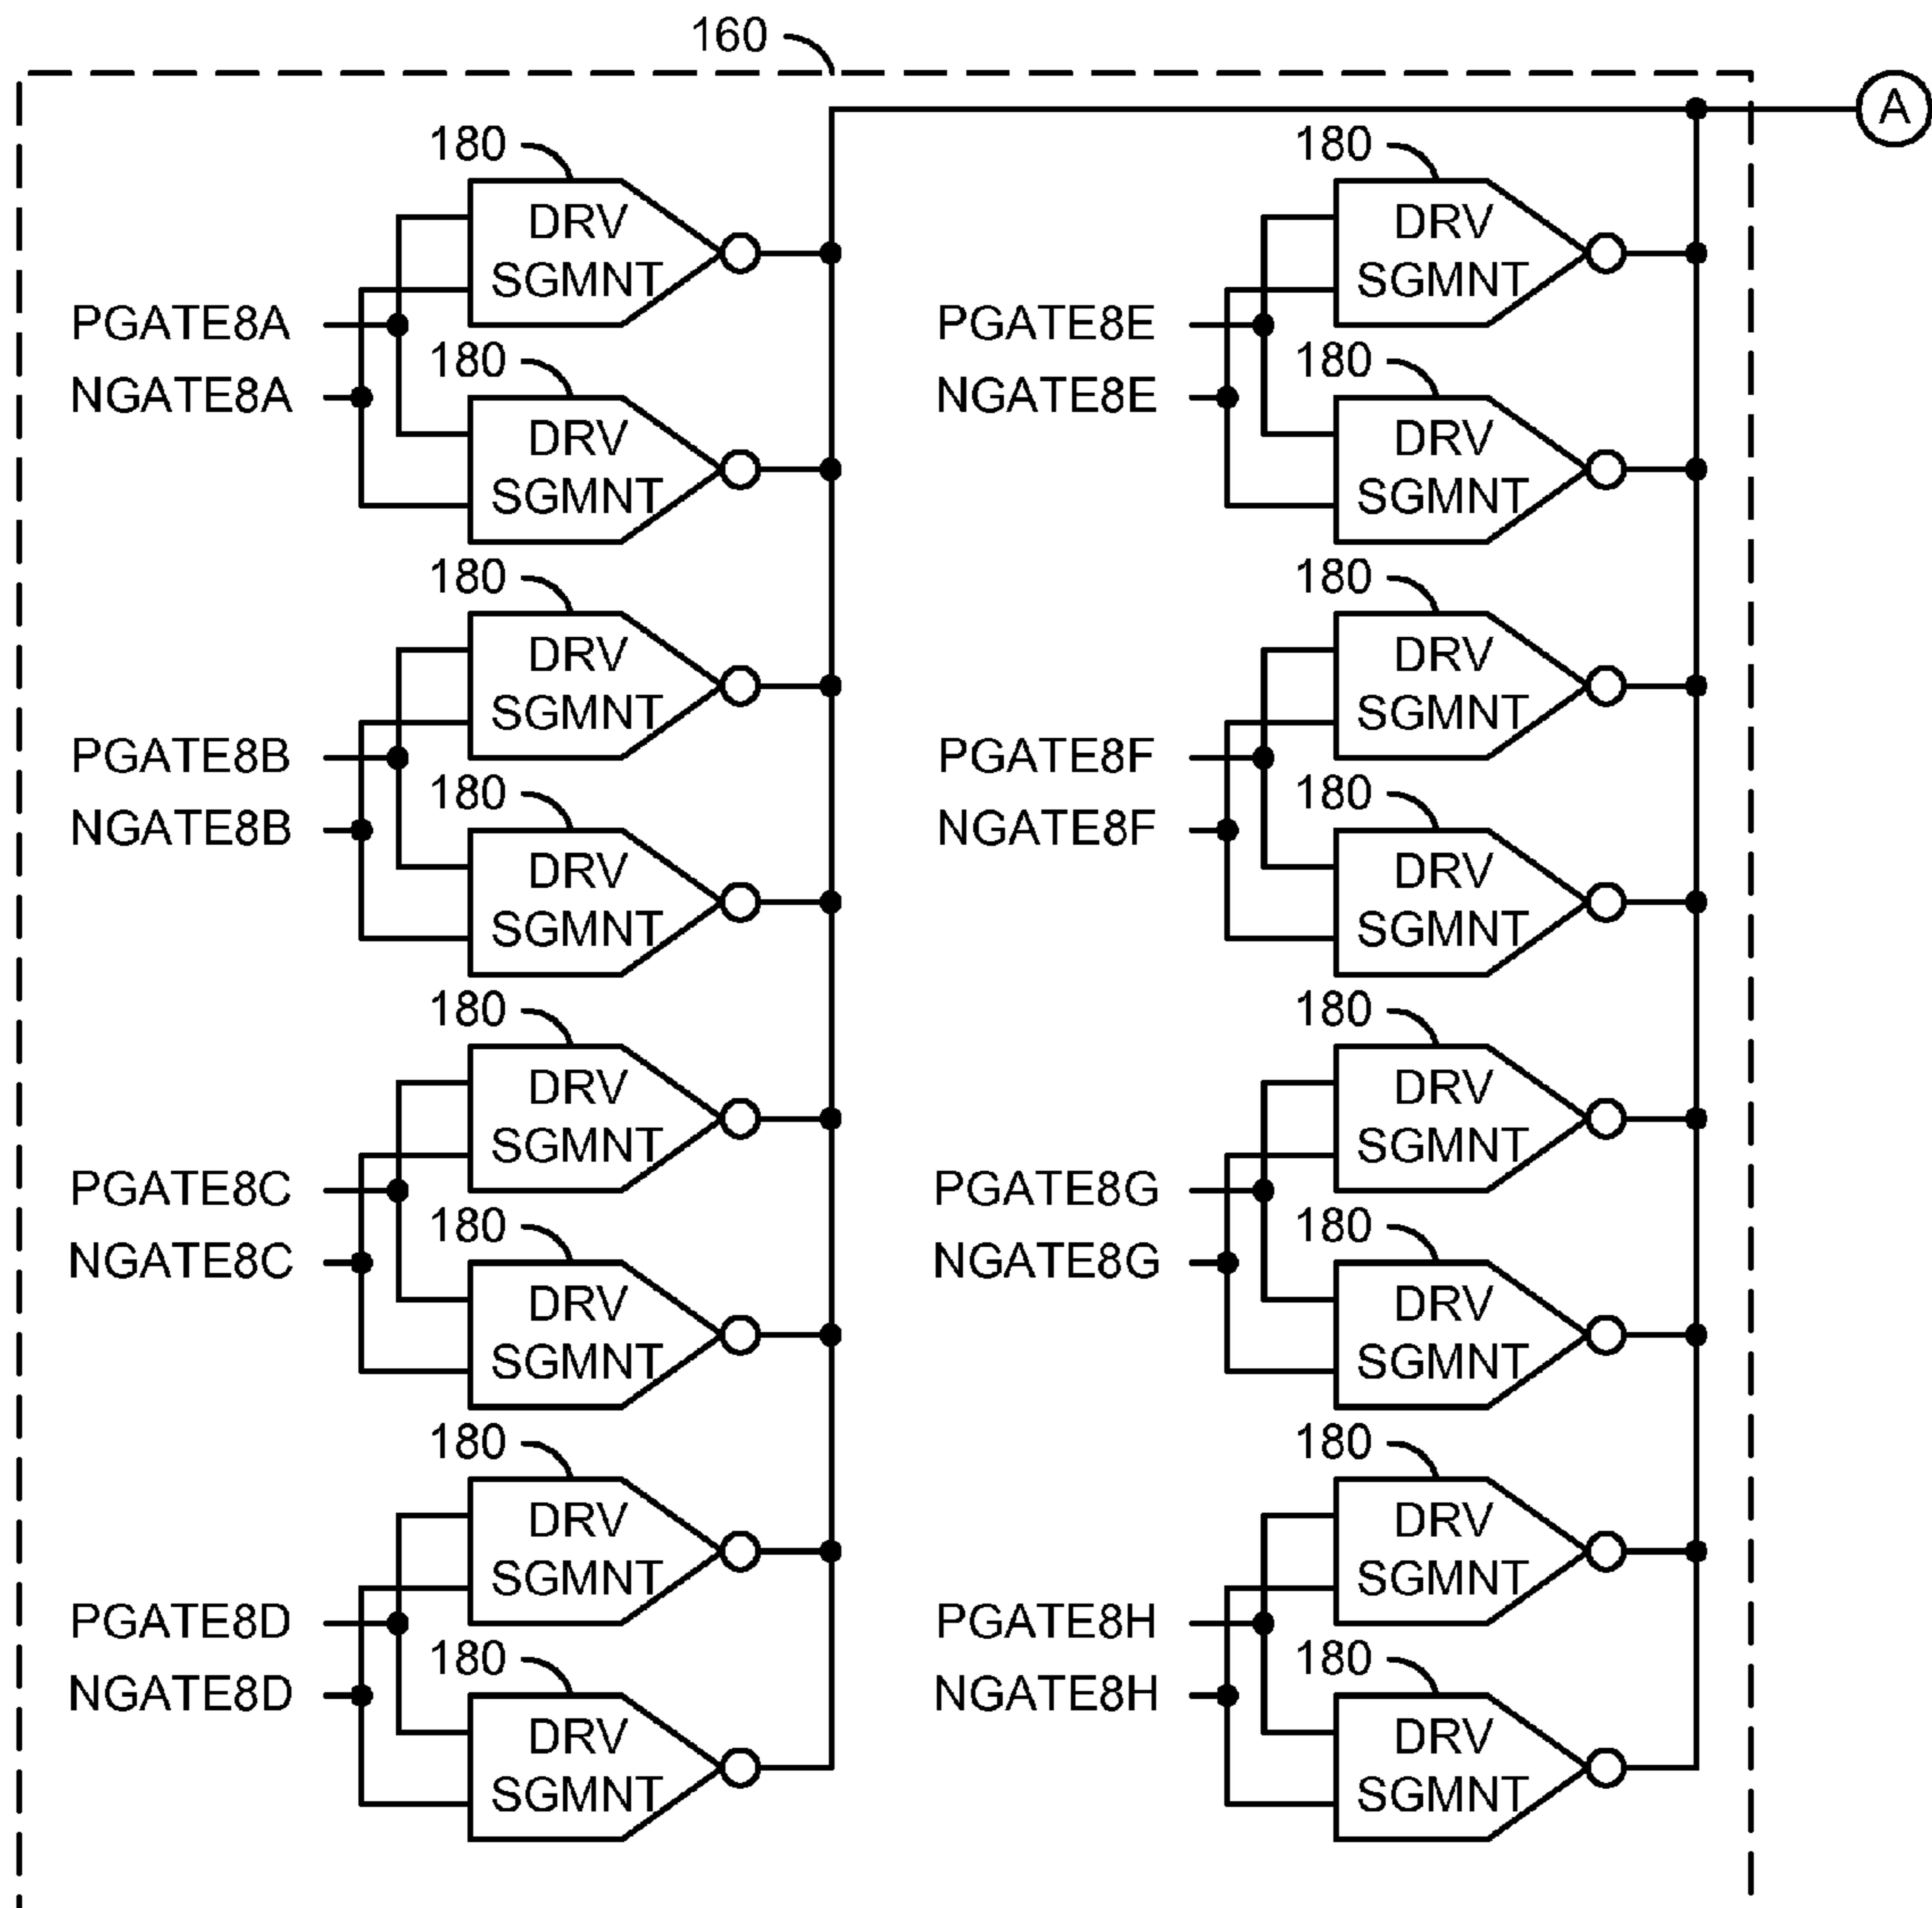 160
A
180
DRV
SGMNT
PGATE8A
NGATE8A
180
DRV
SGMNT
180
DRV
SGMNT
PGATE8B
NGATE8B
180
DRV
SGMNT
180
DRV
SGMNT
PGATE8C
NGATE8C
180
DRV
SGMNT
180
DRV
SGMNT
PGATE8D
NGATE8D
180
DRV
SGMNT
180
DRV
SGMNT
PGATE8E
NGATE8E
180
DRV
SGMNT
180
DRV
SGMNT
PGATE8F
NGATE8F
180
DRV
SGMNT
180
DRV
SGMNT
PGATE8G
NGATE8G
180
DRV
SGMNT
180
DRV
SGMNT
PGATE8H
NGATE8H
180
DRV
SGMNT